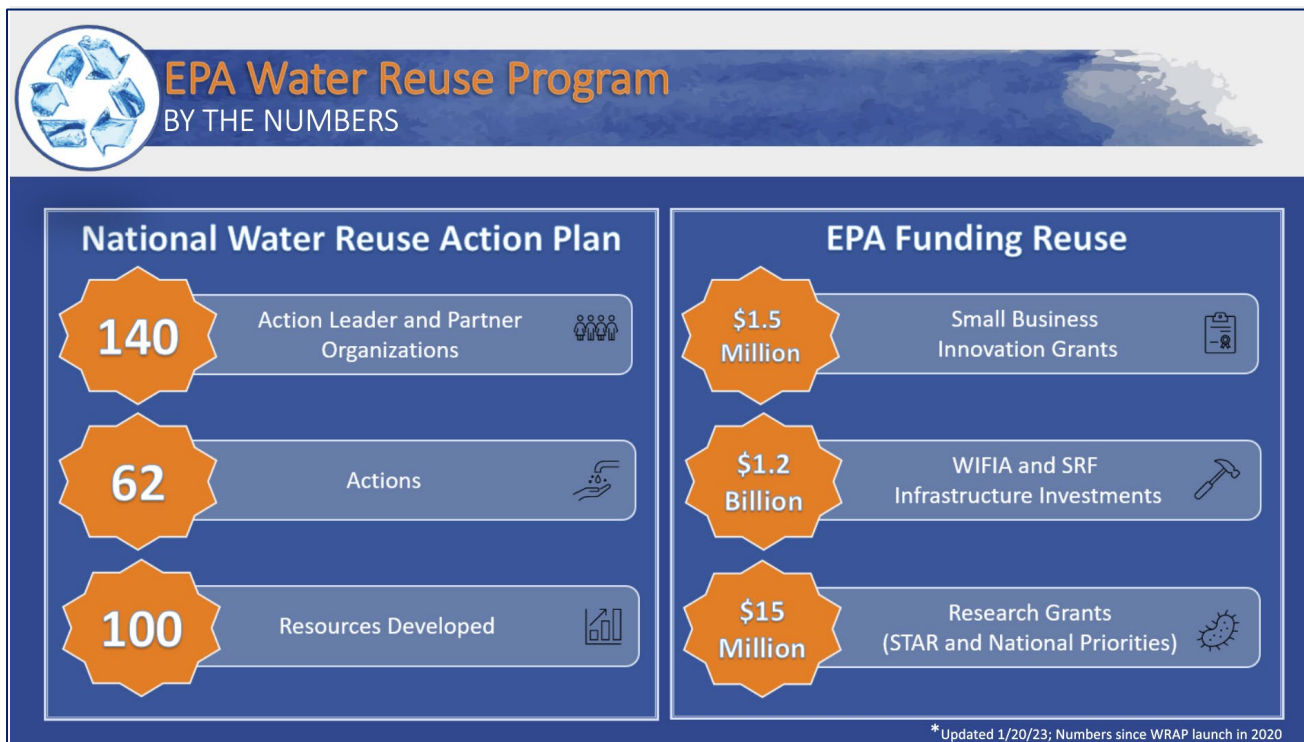 EPA Water Reuse Program
BY THE NUMBERS
National Water Reuse Action Plan
140
Action Leader and Partner
Organizations
62
Actions
100
Resources Developed
EPA Funding Reuse
$1.5
Million
Small Business
Innovation Grants
$1.2
Billion
WIFIA and SRF
Infrastructure Investments
$15
Million
Research Grants
(STAR and National Priorities)
*Updated 1/20/23; Numbers since WRAP launch in 2020